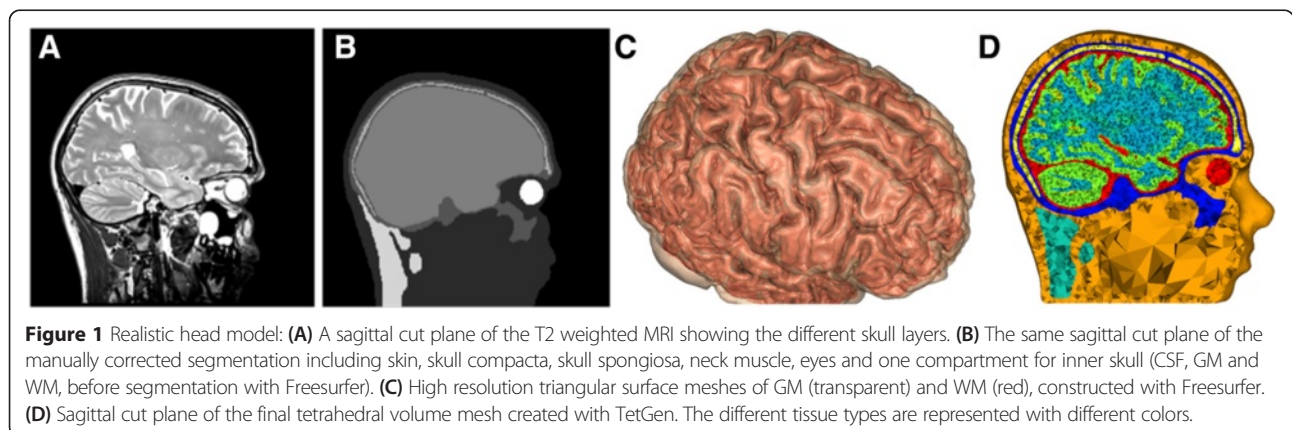 A
B
C
D
Figure 1 Realistic head model: (A) A sagittal cut plane of the T2 weighted MRI showing the different skull layers. (B) The same sagittal cut plane of the
manually corrected segmentation including skin, skull compacta, skull spongiosa, neck muscle, eyes and one compartment for inner skull (CSF, GM and
WM, before segmentation with Freesurfer). (C) High resolution triangular surface meshes of GM (transparent) and WM (red), constructed with Freesurfer.
(D) Sagittal cut plane of the final tetrahedral volume mesh created with TetGen. The different tissue types are represented with different colors.